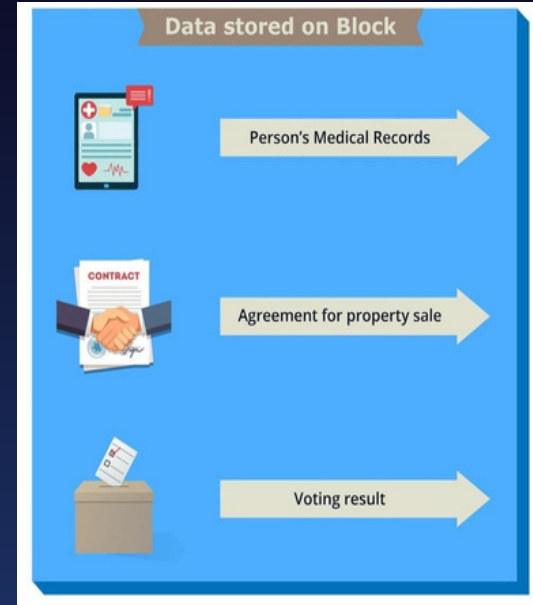 Data stored on Block
Person's Medical Records
CONTRACT
Agreement for property sale
Voting result